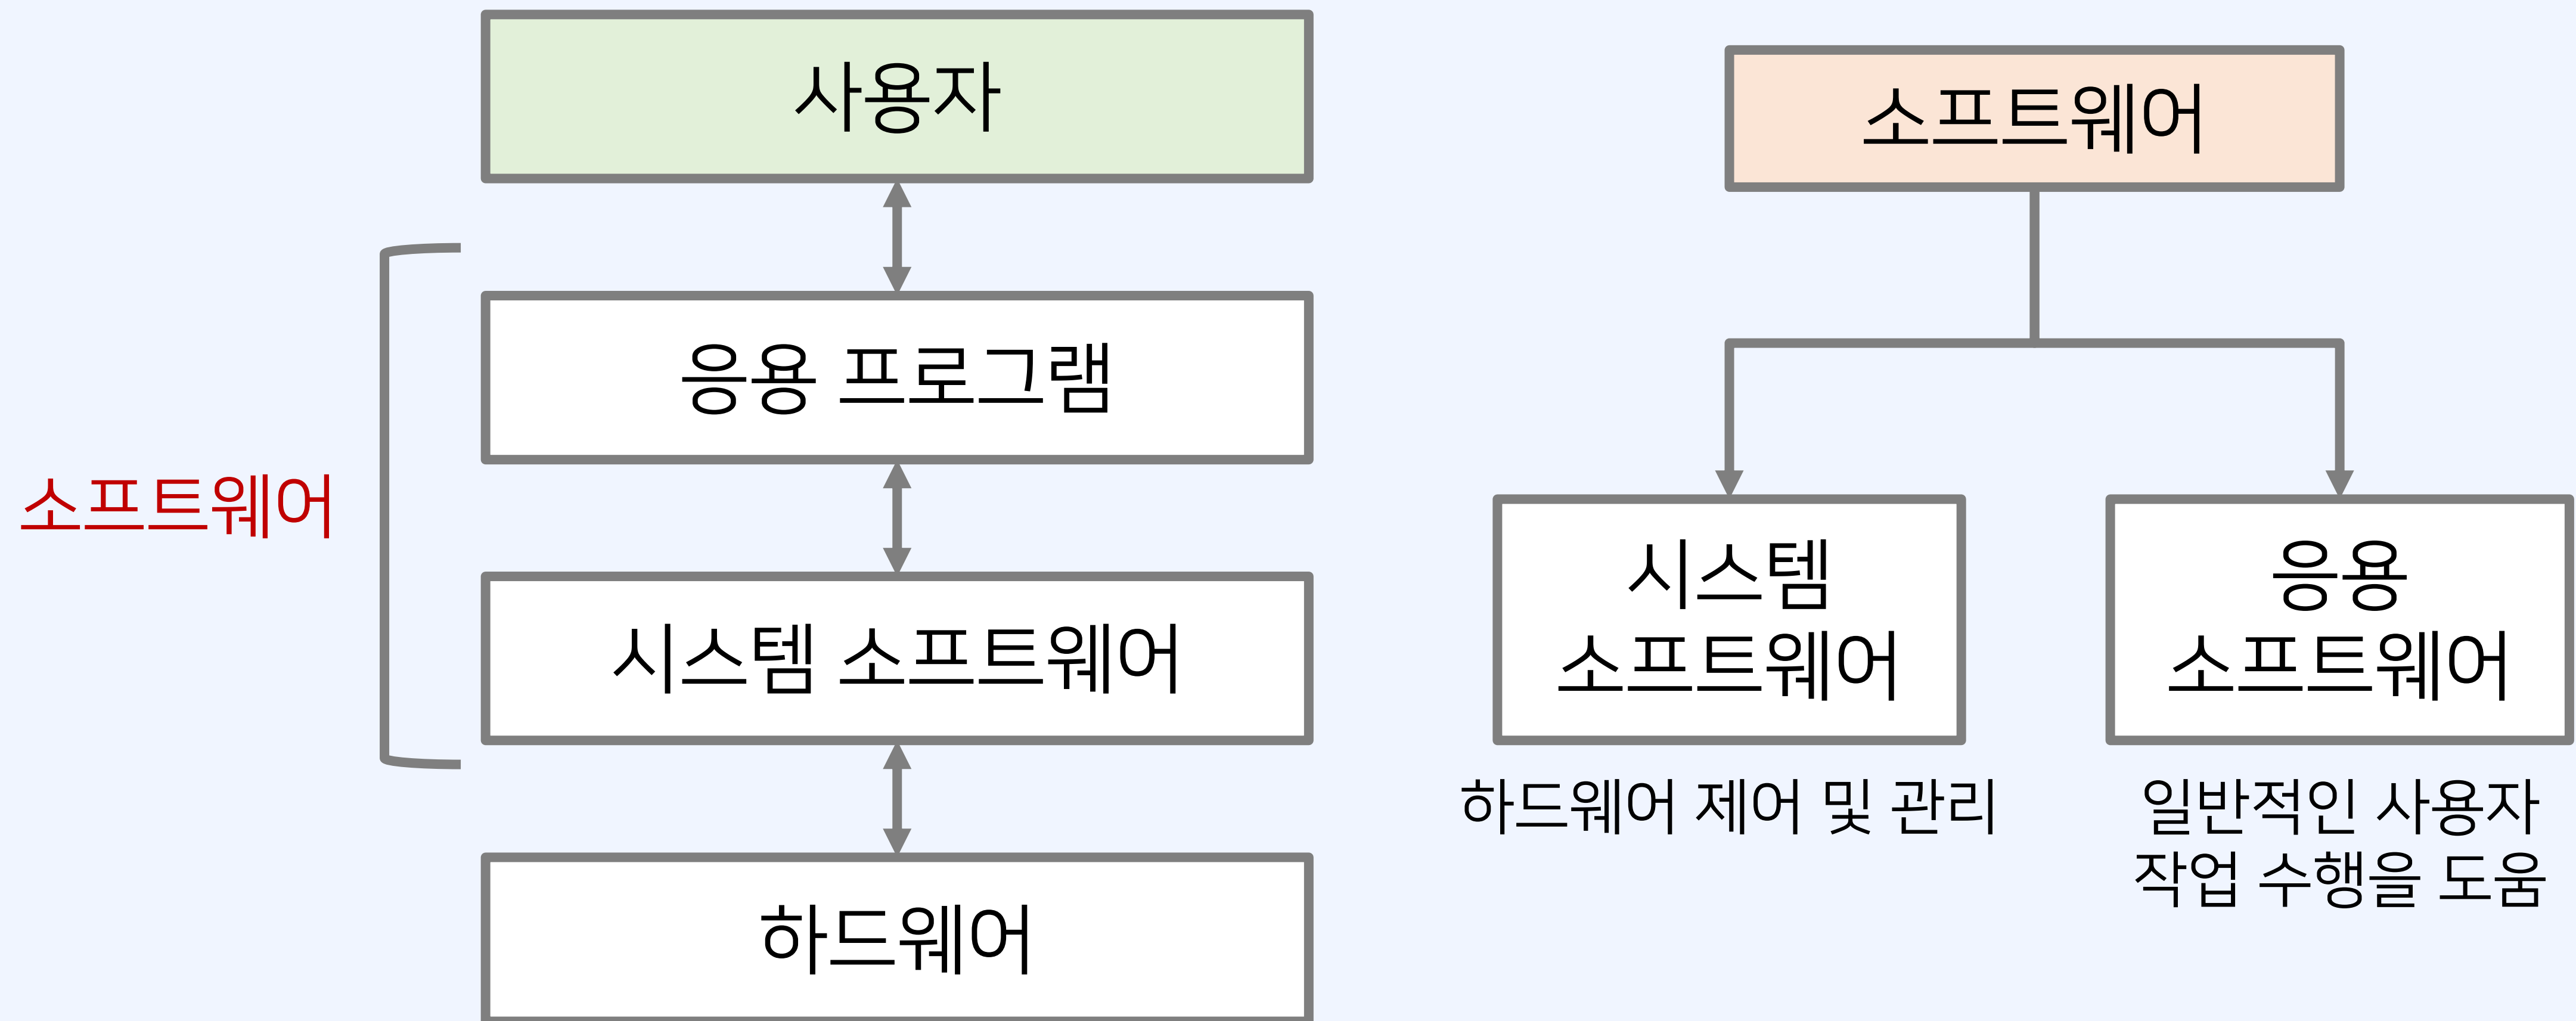 사용자
응용 프로그램
소프트웨어
시스템 소프트웨어
하드웨어
소프트웨어
시스템
소프트웨어
하드웨어 제어 및 관리
응용
소프트웨어
일반적인 사용자
작업 수행을 도움